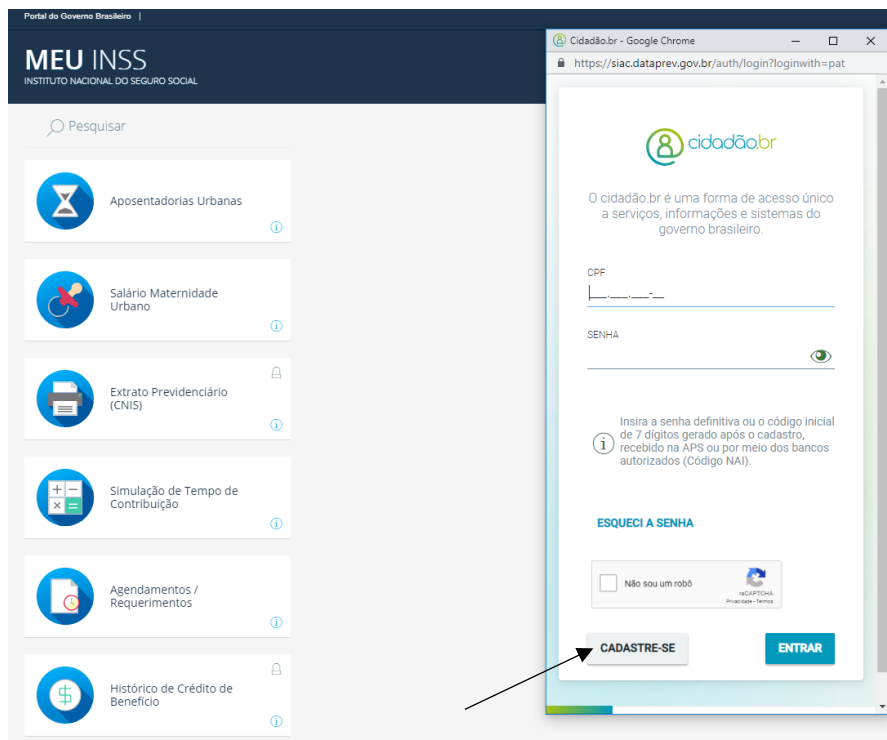 Portal do Governo Brasileiro |
MEU INSS
INSTITUTO NACIONAL DO SEGURO SOCIAL
Pesquisar
Aposentadorias Urbanas
Salário Maternidade
Urbano
Extrato Previdenciário
(CNIS)
Simulação de Tempo de
Contribuição
Agendamentos /
Requerimentos
Histórico de Crédito de
Benefício
Cidadão.br - Google Chrome
https://siac.dataprev.gov.br/auth/login?loginwith=pat
cidadão.br
O cidadão.br é uma forma de acesso único
a serviços, informações e sistemas do
governo brasileiro.
CPF
___.___.___-__
SENHA
Insira a senha definitiva ou o código inicial
de 7 dígitos gerado após o cadastro,
recebido na APS ou por meio dos bancos
autorizados (Código NAI).
ESQUECI A SENHA
Não sou um robô
reCAPTCHA
Privacidade - Termos
CADASTRE-SE
ENTRAR